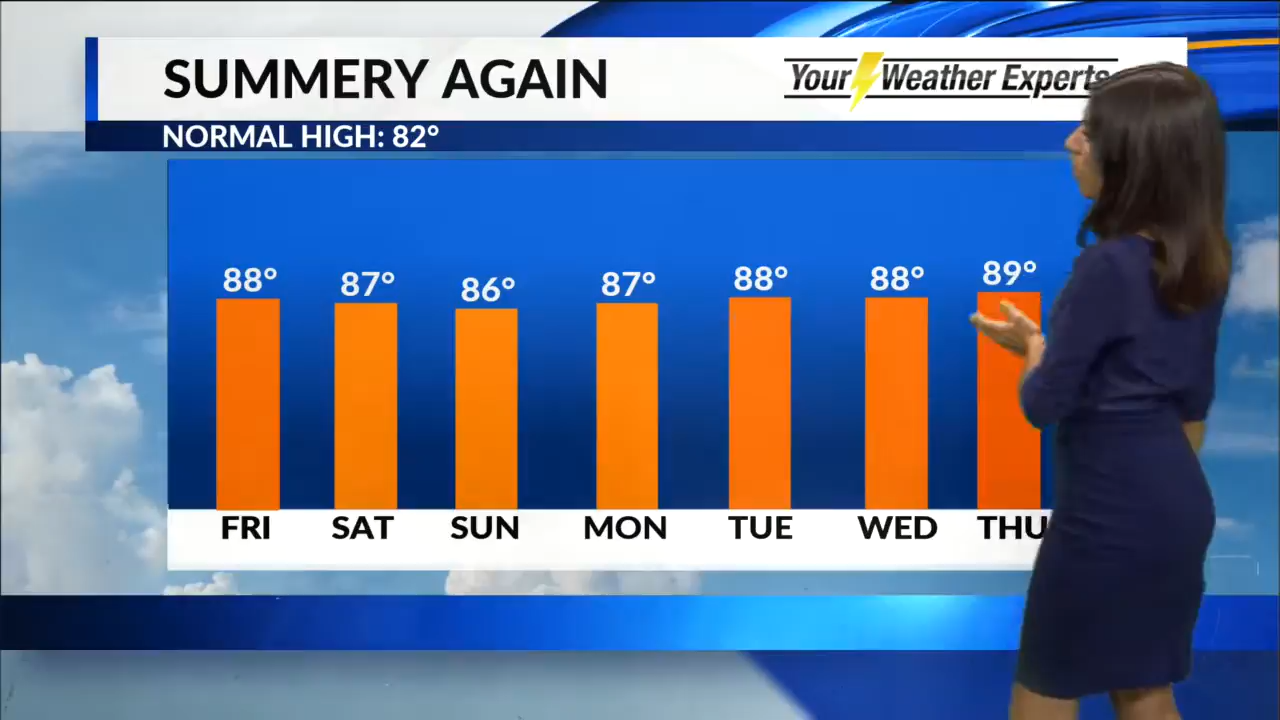 SUMMERY AGAIN
Your Weather Experts
NORMAL HIGH: 82°
88° 87° 86° 87° 88° 88° 89°
FRI SAT SUN MON TUE WED THU